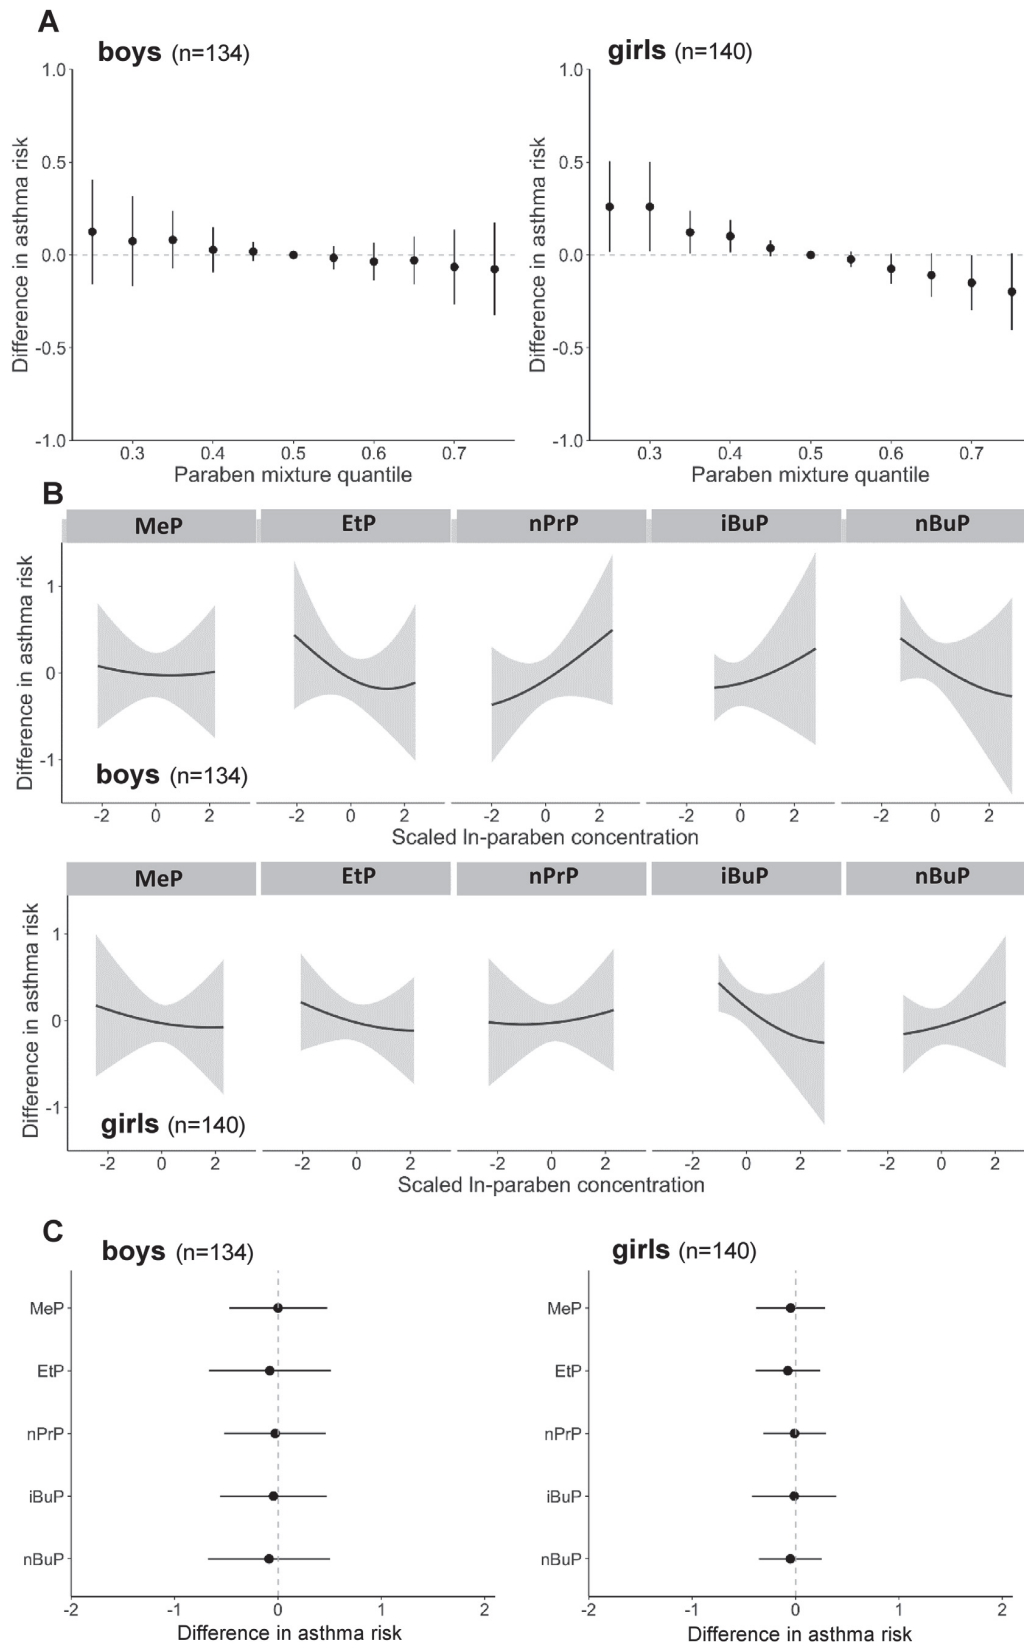 A
boys (n=134) girls (n=140)
1.0 1.0
0.5 0.5
0.0 0.0
-0.5 -0.5
-1.0 -1.0
Difference in asthma risk Difference in asthma risk
0.3 0.4 0.5 0.6 0.7 0.3 0.4 0.5 0.6 0.7
Paraben mixture quantile Paraben mixture quantile
B
MeP EtP nPrP iBuP nBuP
1
0
-1
Difference in asthma risk
boys (n=134)
-2 0 2 -2 0 2 -2 0 2 -2 0 2 -2 0 2
Scaled ln-paraben concentration
MeP EtP nPrP iBuP nBuP
1
0
-1
Difference in asthma risk
girls (n=140)
-2 0 2 -2 0 2 -2 0 2 -2 0 2 -2 0 2
Scaled ln-paraben concentration
C
boys (n=134) girls (n=140)
MeP MeP
EtP EtP
nPrP nPrP
iBuP iBuP
nBuP nBuP
-2 -1 0 1 2 -2 -1 0 1 2
Difference in asthma risk Difference in asthma risk